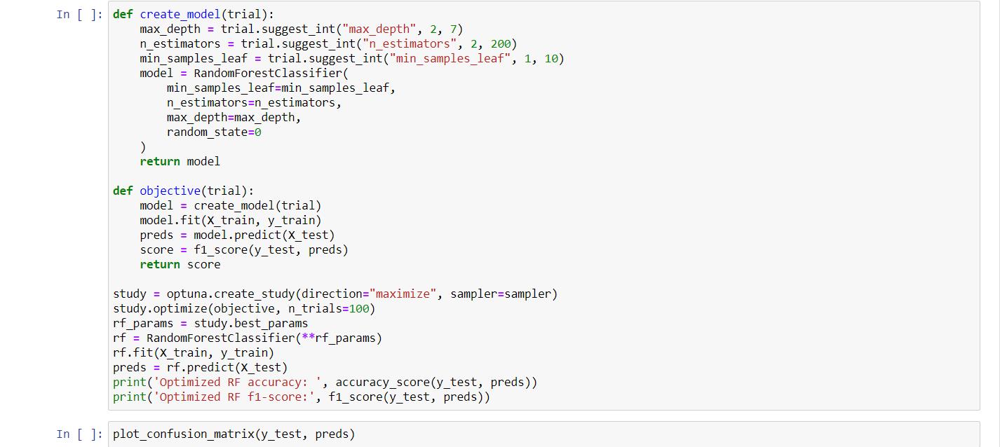 In [ ]: def create_model(trial):
    max_depth = trial.suggest_int("max_depth", 2, 7)
    n_estimators = trial.suggest_int("n_estimators", 2, 200)
    min_samples_leaf = trial.suggest_int("min_samples_leaf", 1, 10)
    model = RandomForestClassifier(
        min_samples_leaf=min_samples_leaf,
        n_estimators=n_estimators,
        max_depth=max_depth,
        random_state=0
    )
    return model
def objective(trial):
    model = create_model(trial)
    model.fit(X_train, y_train)
    preds = model.predict(X_test)
    score = f1_score(y_test, preds)
    return score
study = optuna.create_study(direction="maximize", sampler=sampler)
study.optimize(objective, n_trials=100)
rf_params = study.best_params
rf = RandomForestClassifier(**rf_params)
rf.fit(X_train, y_train)
preds = rf.predict(X_test)
print('Optimized RF accuracy: ', accuracy_score(y_test, preds))
print('Optimized RF f1-score:', f1_score(y_test, preds))
In [ ]: plot_confusion_matrix(y_test, preds)